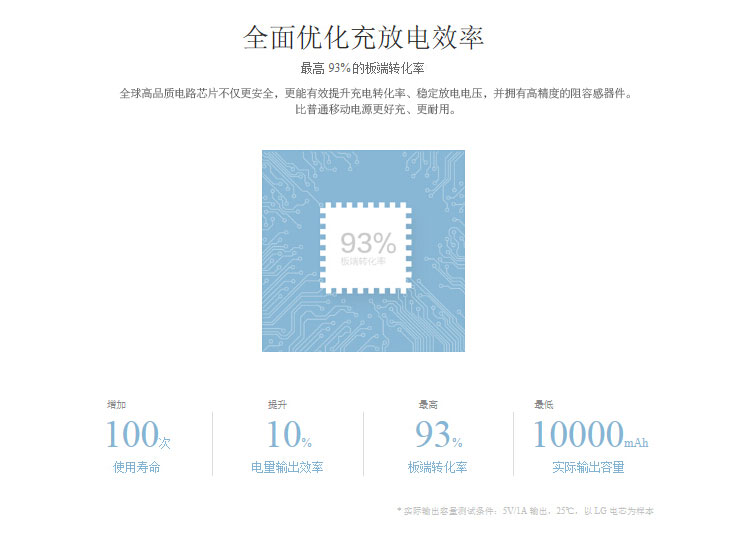 全面优化充放电效率
最高 93%的板端转化率
全球高品质电路芯片不仅更安全，更能有效提升充电转化率、稳定放电电压，并拥有高精度的阻容感器件。
比普通移动电源更好充、更耐用。
93%
极端转化率
增加
100次
使用寿命
提升
10%
电量输出效率
最高
93%
板端转化率
最低
10000mAh
实际输出容量
* 实际输出容量测试条件：5V/1A 输出，25℃，以 LG 电芯为样本